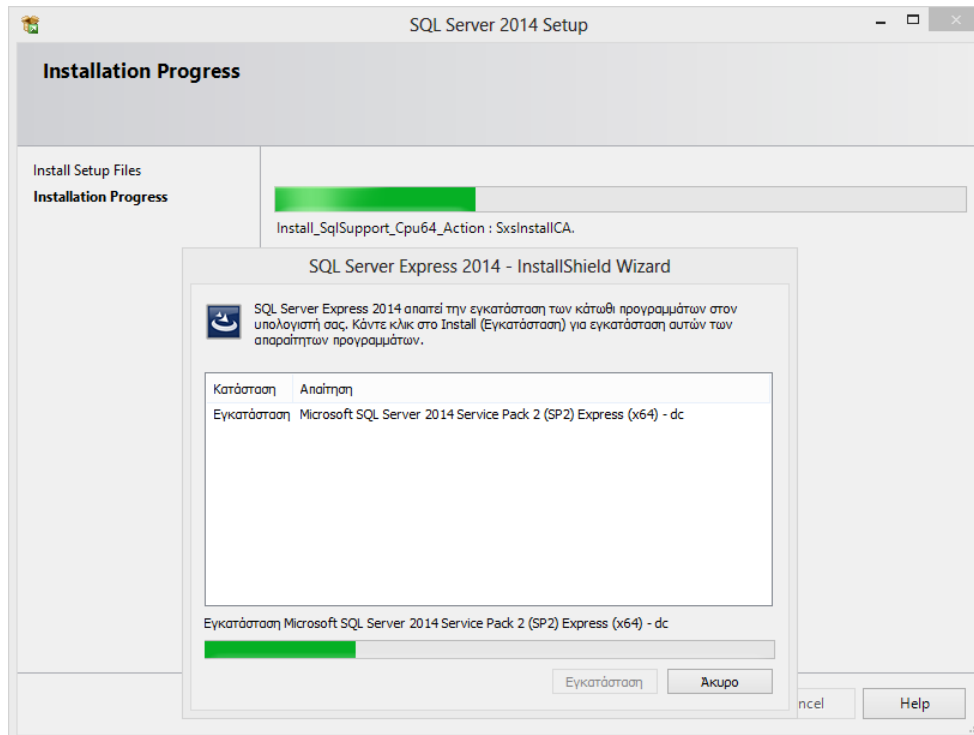 SQL Server 2014 Setup
Installation Progress
Install Setup Files
Installation Progress
Install_SqlSupport_Cpu64_Action : SxsInstallCA.
SQL Server Express 2014 - InstallShield Wizard
SQL Server Express 2014 απαιτεί την εγκατάσταση των κάτωθι προγραμμάτων στον
υπολογιστή σας. Κάντε κλικ στο Install (Εγκατάσταση) για εγκατάσταση αυτών των
απαραίτητων προγραμμάτων.
Κατάσταση Απαίτηση
Εγκατάσταση Microsoft SQL Server 2014 Service Pack 2 (SP2) Express (x64) - dc
Εγκατάσταση Microsoft SQL Server 2014 Service Pack 2 (SP2) Express (x64) - dc
Εγκατάσταση Άκυρο
ncel Help